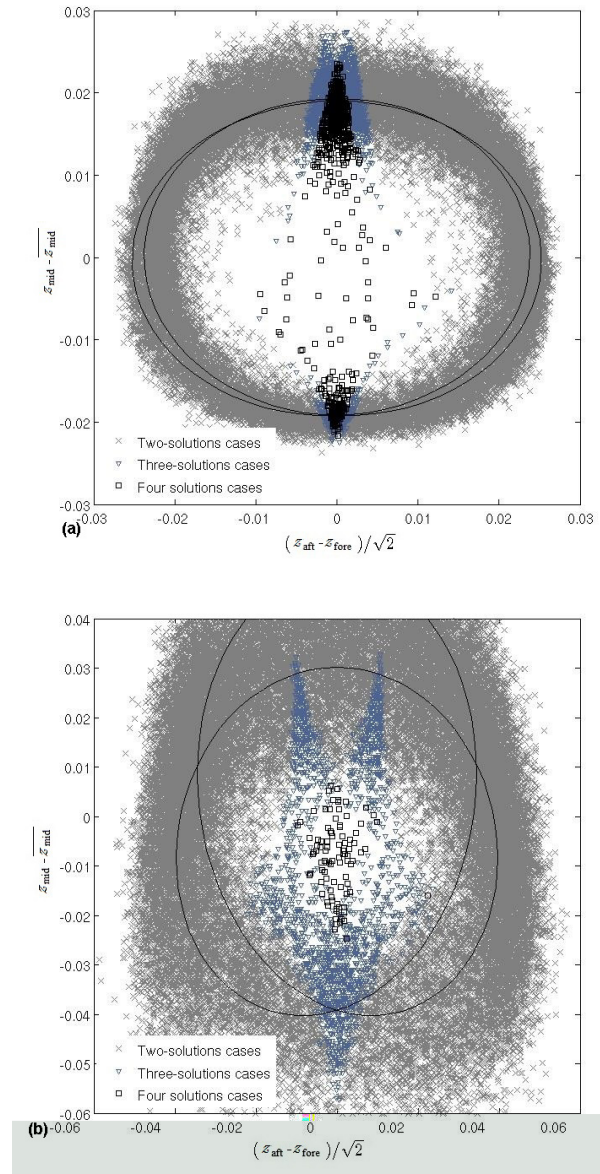 0.03
0.02
0.01
0
-0.01
-0.02
-0.03
z_mid - z_mid
× Two-solutions cases
▽ Three-solutions cases
□ Four solutions cases
(a)
-0.03 -0.02 -0.01 0 0.01 0.02 0.03
(z_aft - z_fore)/√2
0.04
0.03
0.02
0.01
0
-0.01
-0.02
-0.03
-0.04
-0.05
-0.06
z_mid - z_mid
× Two-solutions cases
▽ Three-solutions cases
□ Four solutions cases
(b)
-0.06 -0.04 -0.02 0 0.02 0.04 0.06
(z_aft - z_fore)/√2